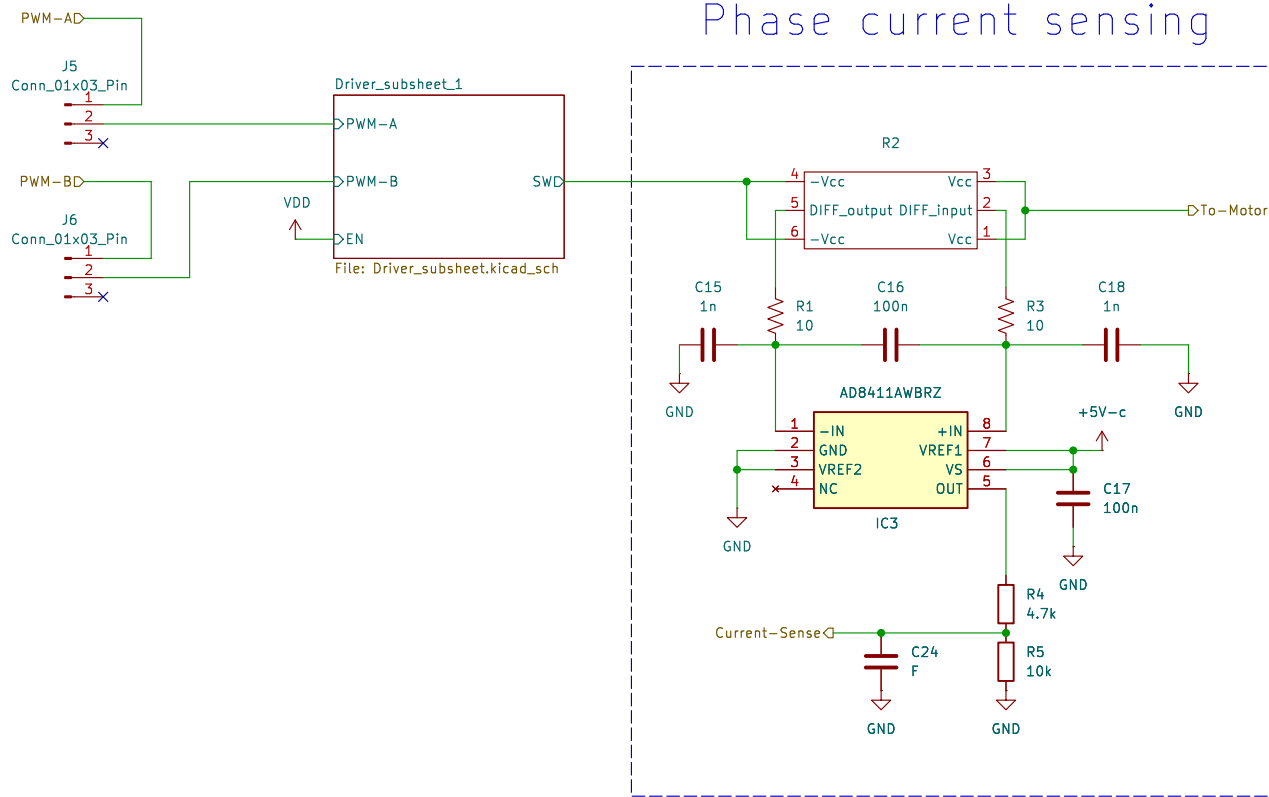 Phase current sensing
PWM-A
J5
Conn_01x03_Pin
1
2
3
PWM-B
J6
Conn_01x03_Pin
1
2
3
VDD
Driver_subsheet_1
PWM-A
PWM-B
SW
EN
File: Driver_subsheet.kicad_sch
R2
4 -Vcc Vcc 3
5 DIFF_output DIFF_input 2
6 -Vcc Vcc 1
To-Motor
C15
1n
R1
10
C16
100n
R3
10
C18
1n
GND
GND
AD8411AWBRZ
+5V-c
1 -IN +IN 8
2 GND VREF1 7
3 VREF2 VS 6
4 NC OUT 5
IC3
C17
100n
GND
GND
R4
4.7k
Current-Sense
C24
F
R5
10k
GND
GND